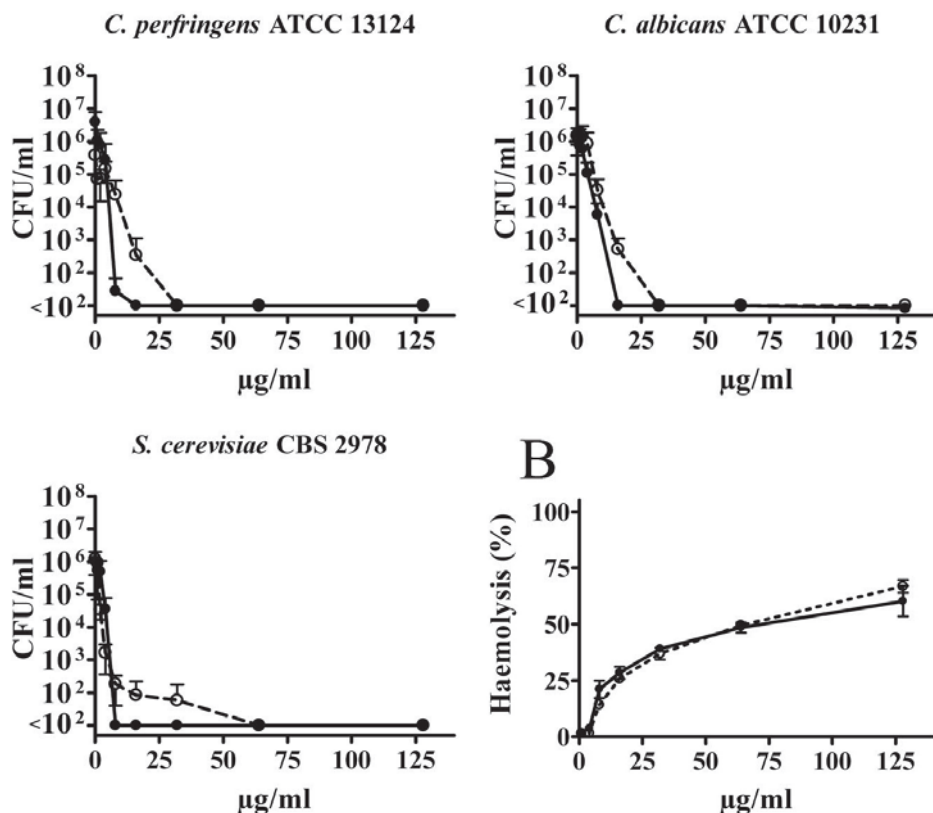 C. perfringens ATCC 13124
10⁸
10⁷
10⁶
10⁵
10⁴
10³
10²
<10²
CFU/ml
0 25 50 75 100 125
µg/ml
C. albicans ATCC 10231
10⁸
10⁷
10⁶
10⁵
10⁴
10³
10²
<10²
CFU/ml
0 25 50 75 100 125
µg/ml
S. cerevisiae CBS 2978
10⁸
10⁷
10⁶
10⁵
10⁴
10³
10²
<10²
CFU/ml
0 25 50 75 100 125
µg/ml
B
100
75
50
25
0
Haemolysis (%)
0 25 50 75 100 125
µg/ml